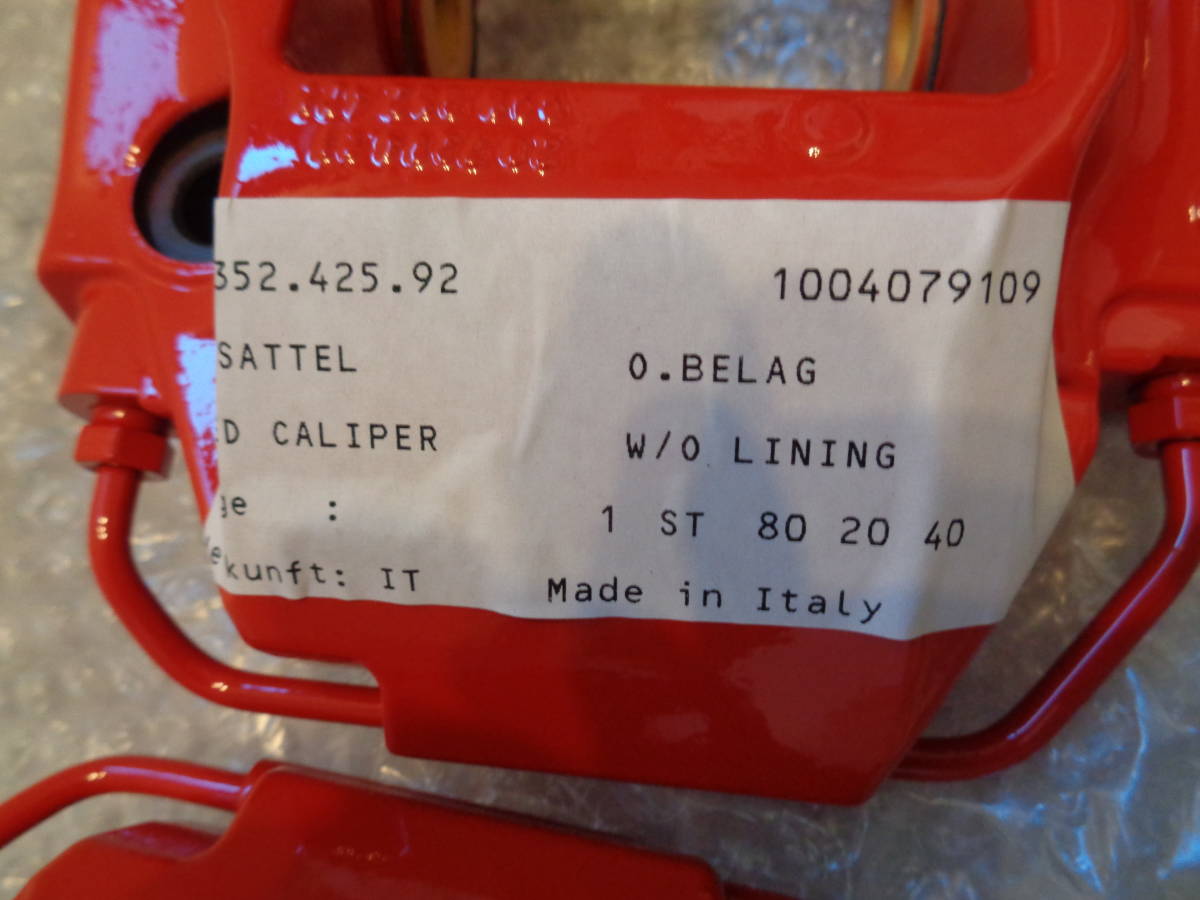 352.425.92 1004079109
SATTEL O.BELAG
D CALIPER W/O LINING
ge : 1 ST 80 20 40
kunft: IT Made in Italy